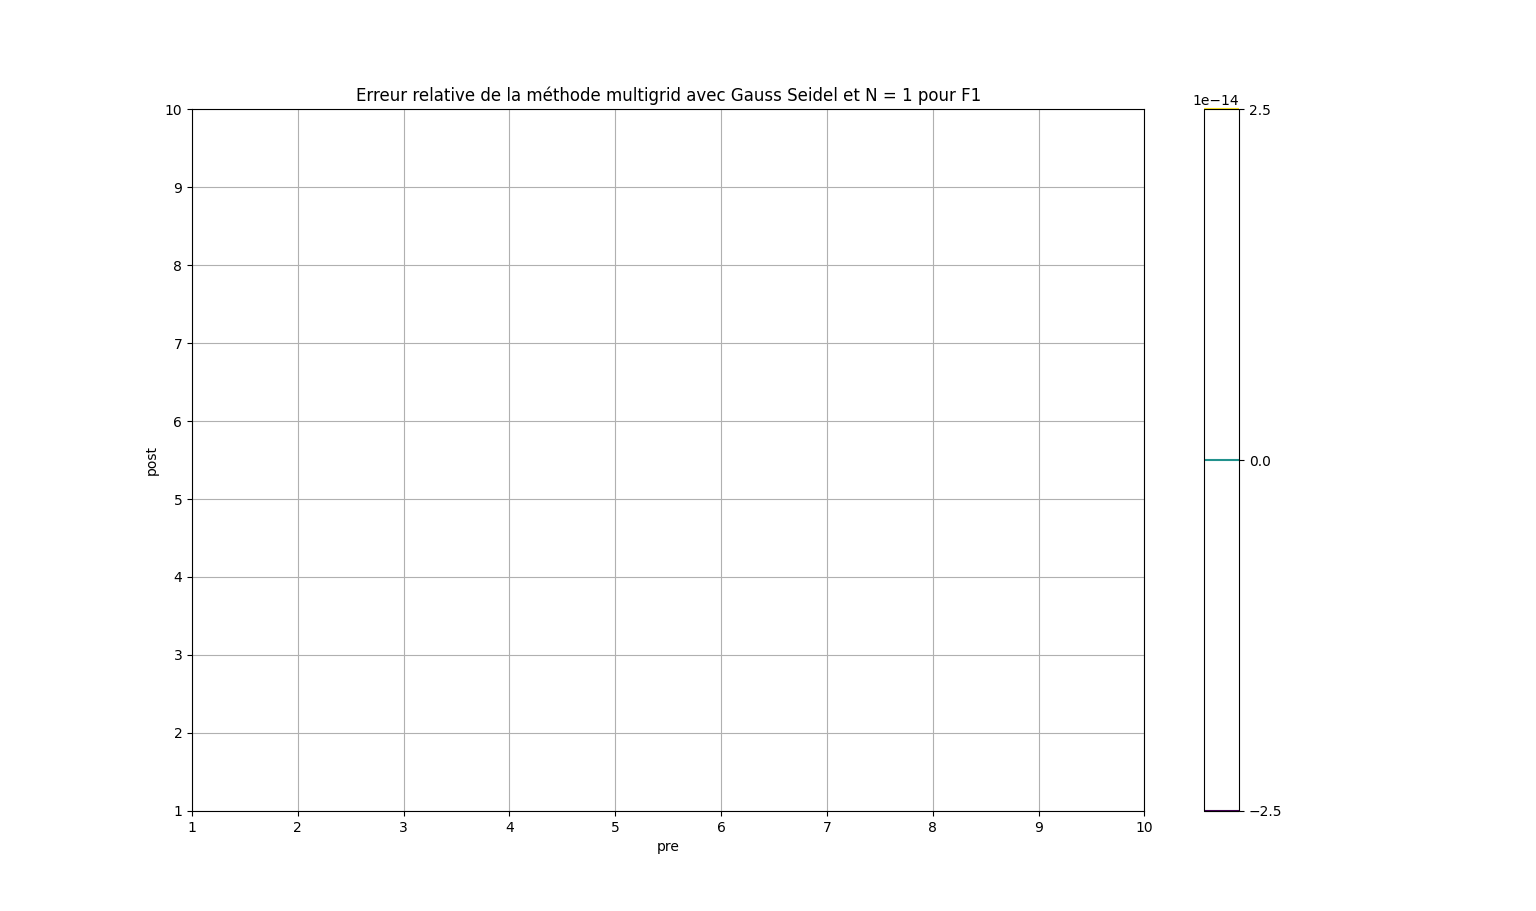 Erreur relative de la méthode multigrid avec Gauss Seidel et N = 1 pour F1
1e−14
10
9
8
7
6
5
4
3
2
1
post
1 2 3 4 5 6 7 8 9 10
pre
2.5
0.0
−2.5